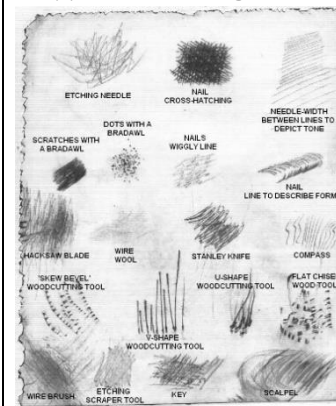 ETCHING NEEDLE
NAIL
CROSS-HATCHING
NEEDLE-WIDTH
BETWEEN LINES TO
DEPICT TONE
DOTS WITH A
BRADAWL
SCRATCHES WITH
A BRADAWL
NAILS
WIGGLY LINE
NAIL
LINE TO DESCRIBE FORM
HACKSAW BLADE
WIRE
WOOL
STANLEY KNIFE
COMPASS
'SKEW BEVEL'
WOODCUTTING TOOL
U-SHAPE
WOODCUTTING TOOL
FLAT CHISEL
WOOD TOOL
V-SHAPE
WOODCUTTING TOOL
WIRE BRUSH
ETCHING
SCRAPER TOOL
KEY
SCALPEL